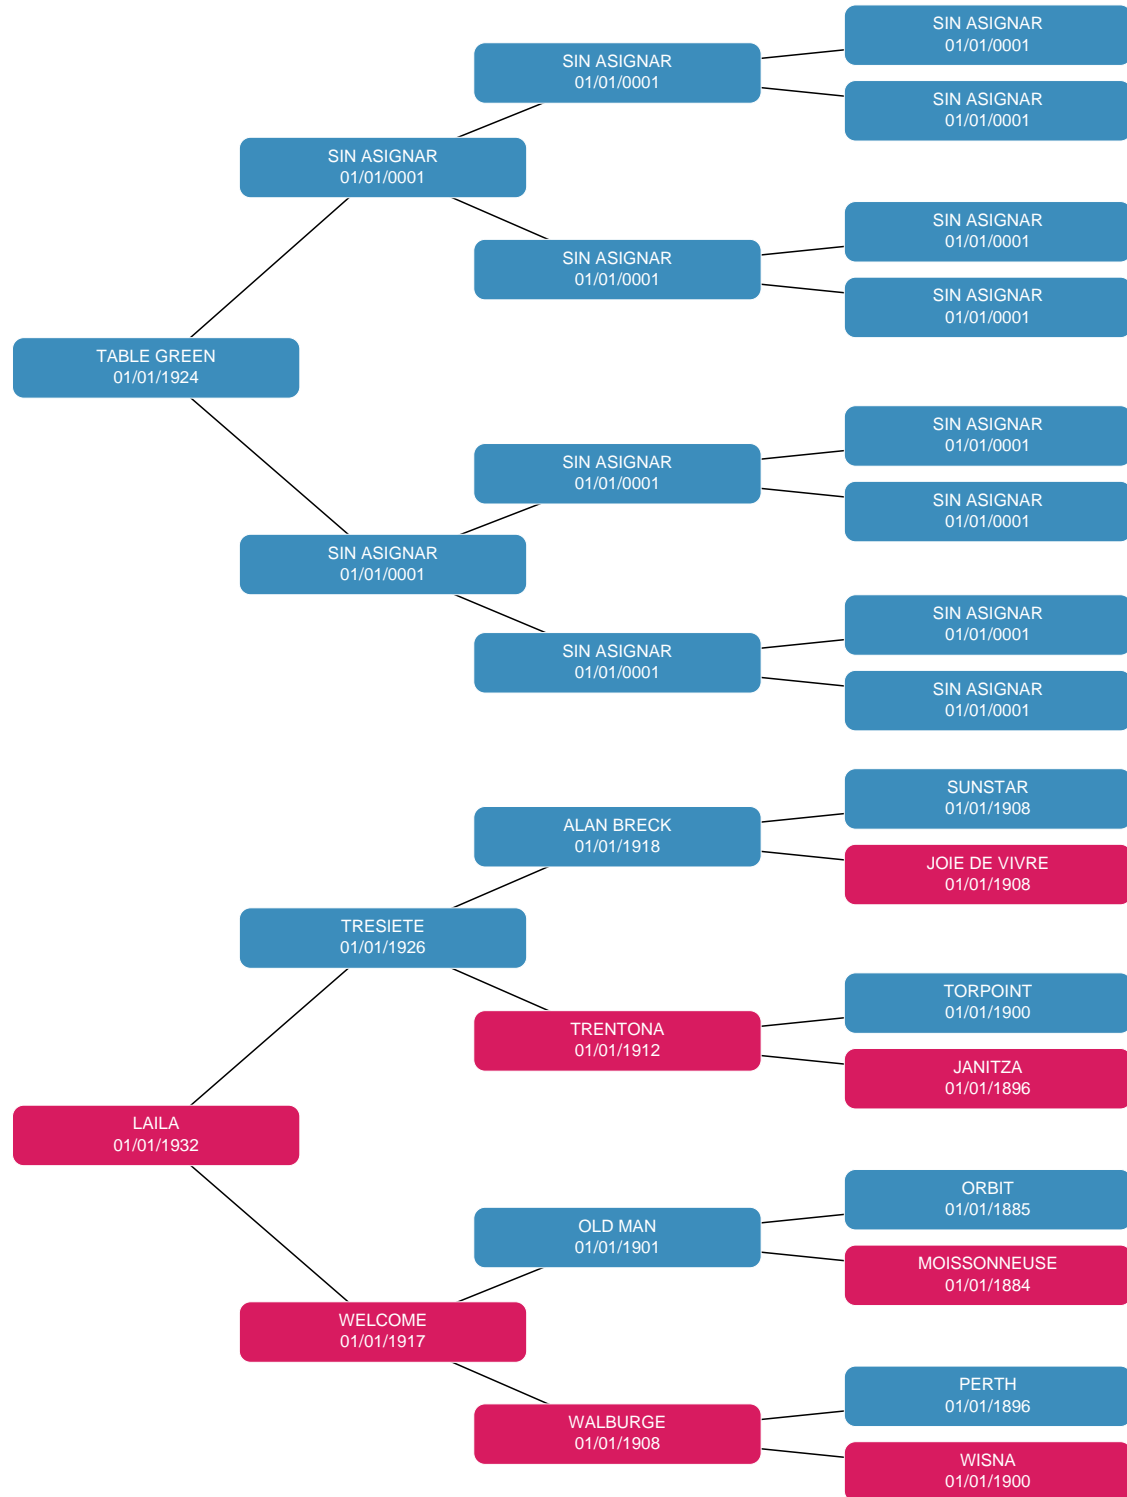 SIN ASIGNAR
01/01/0001
SIN ASIGNAR
01/01/0001
SIN ASIGNAR
01/01/0001
SIN ASIGNAR
01/01/0001
SIN ASIGNAR
01/01/0001
SIN ASIGNAR
01/01/0001
SIN ASIGNAR
01/01/0001
TABLE GREEN
01/01/1924
SIN ASIGNAR
01/01/0001
SIN ASIGNAR
01/01/0001
SIN ASIGNAR
01/01/0001
SIN ASIGNAR
01/01/0001
SIN ASIGNAR
01/01/0001
SIN ASIGNAR
01/01/0001
SIN ASIGNAR
01/01/0001
SUNSTAR
01/01/1908
ALAN BRECK
01/01/1918
JOIE DE VIVRE
01/01/1908
TRESIETE
01/01/1926
TORPOINT
01/01/1900
TRENTONA
01/01/1912
JANITZA
01/01/1896
LAILA
01/01/1932
ORBIT
01/01/1885
OLD MAN
01/01/1901
MOISSONNEUSE
01/01/1884
WELCOME
01/01/1917
PERTH
01/01/1896
WALBURGE
01/01/1908
WISNA
01/01/1900